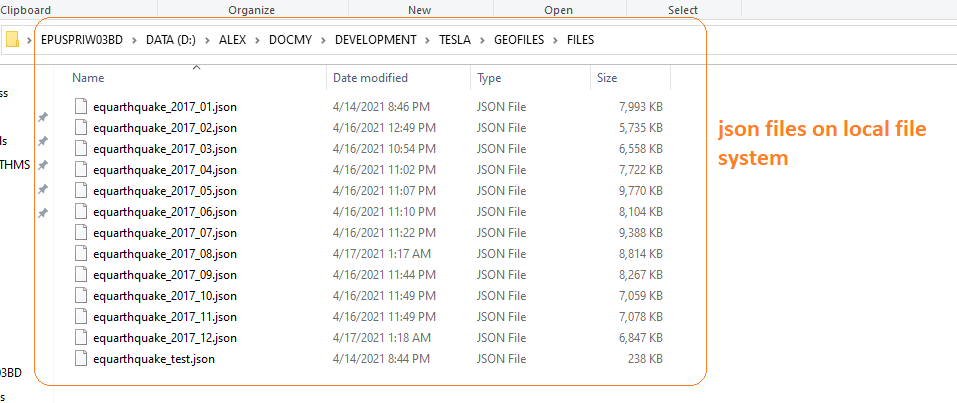 Clipboard Organize New Open Select
EPUSPRIW03BD > DATA (D:) > ALEX > DOCMY > DEVELOPMENT > TESLA > GEOFILES > FILES
Name Date modified Type Size
ss
equarthquake_2017_01.json 4/14/2021 8:46 PM JSON File 7,993 KB
equarthquake_2017_02.json 4/16/2021 12:49 PM JSON File 5,735 KB
json files on local file
ls
equarthquake_2017_03.json 4/16/2021 10:54 PM JSON File 6,558 KB
system
THMS
equarthquake_2017_04.json 4/16/2021 11:02 PM JSON File 7,722 KB
equarthquake_2017_05.json 4/16/2021 11:07 PM JSON File 9,770 KB
equarthquake_2017_06.json 4/16/2021 11:10 PM JSON File 8,104 KB
equarthquake_2017_07.json 4/16/2021 11:22 PM JSON File 9,388 KB
equarthquake_2017_08.json 4/17/2021 1:17 AM JSON File 8,814 KB
equarthquake_2017_09.json 4/16/2021 11:44 PM JSON File 8,267 KB
equarthquake_2017_10.json 4/16/2021 11:49 PM JSON File 7,059 KB
equarthquake_2017_11.json 4/16/2021 11:49 PM JSON File 7,078 KB
equarthquake_2017_12.json 4/17/2021 1:18 AM JSON File 6,847 KB
equarthquake_test.json 4/14/2021 8:44 PM JSON File 238 KB
03BD
s